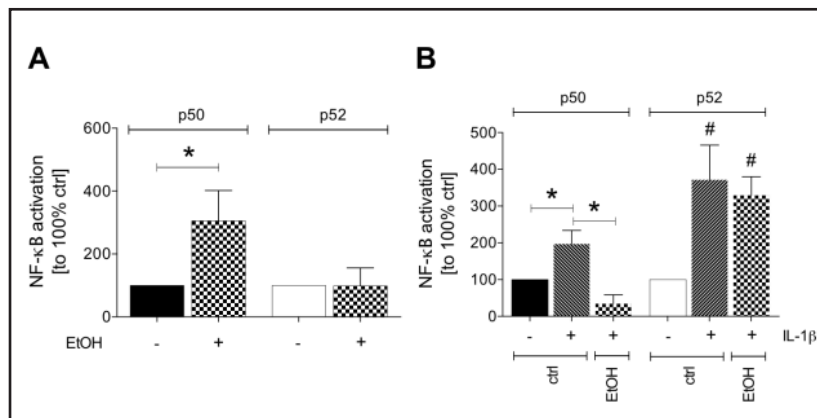 A
p50 p52
NF-κB activation
[to 100% ctrl]
600
400
200
0
*
EtOH - + - +
B
p50 p52
NF-κB activation
[to 100% ctrl]
500
400
300
200
100
0
* * # #
- + + - + + IL-1β
ctrl EtOH ctrl EtOH